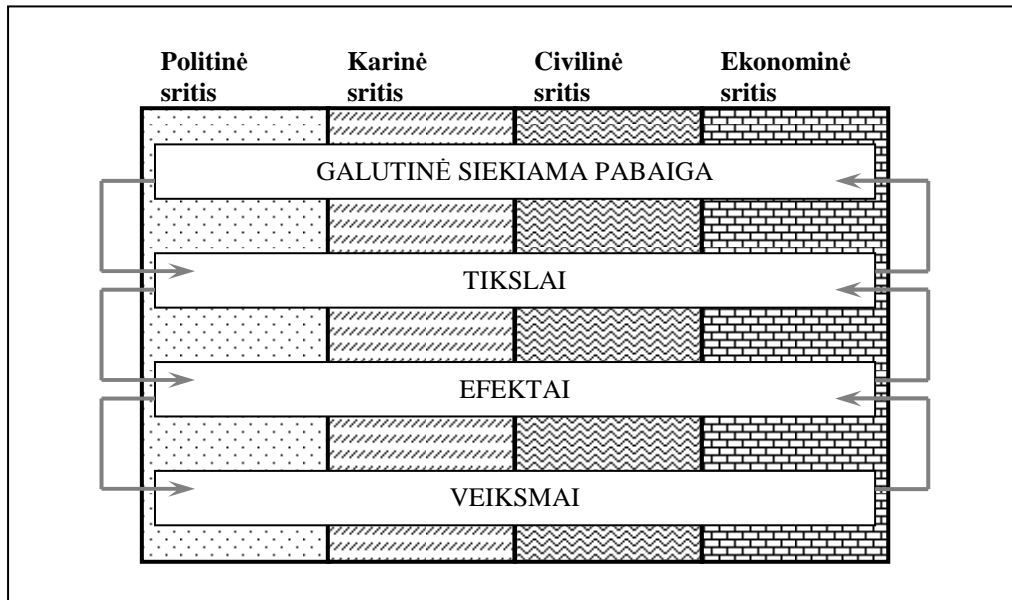 Politinė sritis
Karinė sritis
Civilinė sritis
Ekonominė sritis
GALUTINĖ SIEKIAMA PABAIGA
TIKSLAI
EFEKTAI
VEIKSMAI